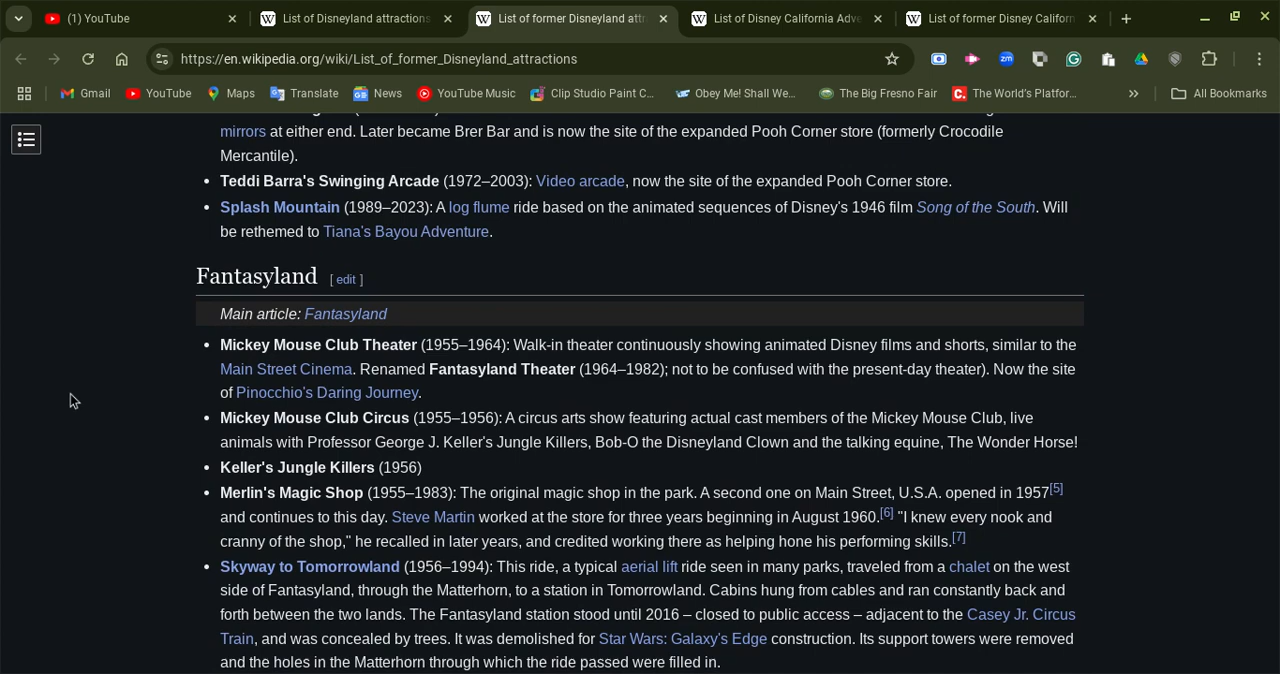 (1) YouTube
List of Disneyland attractions
List of former Disneyland attr
List of Disney California Adve
List of former Disney Californ
https://en.wikipedia.org/wiki/List_of_former_Disneyland_attractions
Gmail
YouTube
Maps
Translate
News
YouTube Music
Clip Studio Paint C...
Obey Me! Shall We...
The Big Fresno Fair
The World's Platfor...
All Bookmarks
mirrors at either end. Later became Brer Bar and is now the site of the expanded Pooh Corner store (formerly Crocodile
Mercantile).
• Teddi Barra's Swinging Arcade (1972–2003): Video arcade, now the site of the expanded Pooh Corner store.
• Splash Mountain (1989–2023): A log flume ride based on the animated sequences of Disney's 1946 film Song of the South. Will
be rethemed to Tiana's Bayou Adventure.
Fantasyland [ edit ]
Main article: Fantasyland
• Mickey Mouse Club Theater (1955–1964): Walk-in theater continuously showing animated Disney films and shorts, similar to the
Main Street Cinema. Renamed Fantasyland Theater (1964–1982; not to be confused with the present-day theater). Now the site
of Pinocchio's Daring Journey.
• Mickey Mouse Club Circus (1955–1956): A circus arts show featuring actual cast members of the Mickey Mouse Club, live
animals with Professor George J. Keller's Jungle Killers, Bob-O the Disneyland Clown and the talking equine, The Wonder Horse!
• Keller's Jungle Killers (1956)
• Merlin's Magic Shop (1955–1983): The original magic shop in the park. A second one on Main Street, U.S.A. opened in 1957[5]
and continues to this day. Steve Martin worked at the store for three years beginning in August 1960.[6] "I knew every nook and
cranny of the shop," he recalled in later years, and credited working there as helping hone his performing skills.[7]
• Skyway to Tomorrowland (1956–1994): This ride, a typical aerial lift ride seen in many parks, traveled from a chalet on the west
side of Fantasyland, through the Matterhorn, to a station in Tomorrowland. Cabins hung from cables and ran constantly back and
forth between the two lands. The Fantasyland station stood until 2016 – closed to public access – adjacent to the Casey Jr. Circus
Train, and was concealed by trees. It was demolished for Star Wars: Galaxy's Edge construction. Its support towers were removed
and the holes in the Matterhorn through which the ride passed were filled in.